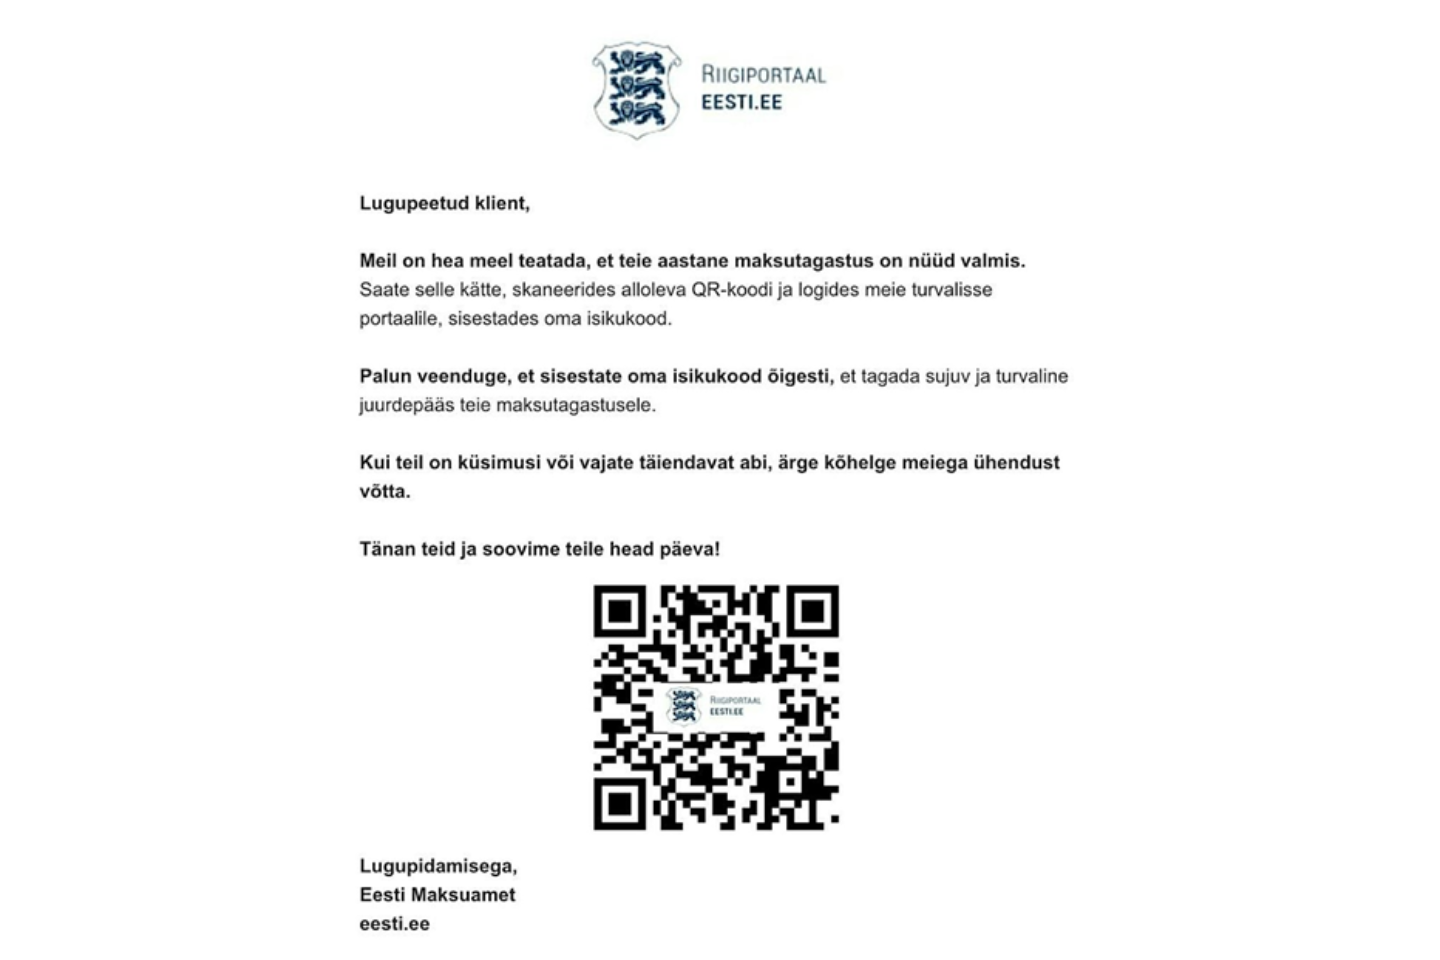 RIIGIPORTAAL
EESTI.EE
Lugupeetud klient,
Meil on hea meel teatada, et teie aastane maksutagastus on nüüd valmis.
Saate selle kätte, skaneerides alloleva QR-koodi ja logides meie turvalisse
portaalile, sisestades oma isikukood.
Palun veenduge, et sisestate oma isikukood õigesti, et tagada sujuv ja turvaline
juurdepääs teie maksutagastusele.
Kui teil on küsimusi või vajate täiendavat abi, ärge kõhelge meiega ühendust
võtta.
Tänan teid ja soovime teile head päeva!
RIIGIPORTAAL
EESTI.EE
Lugupidamisega,
Eesti Maksuamet
eesti.ee